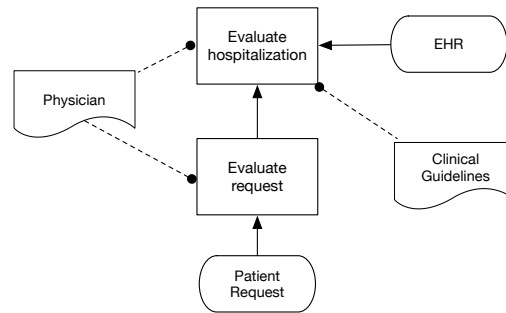 Evaluate
hospitalization
EHR
Physician
Evaluate
request
Clinical
Guidelines
Patient
Request